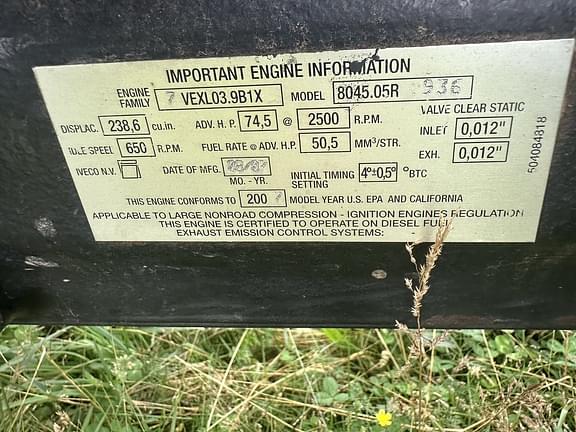 IMPORTANT ENGINE INFORMATION
ENGINE FAMILY 7 VEXL03.9B1X MODEL 8045.05R 936
DISPLAC. 238,6 cu.in. ADV. H.P. 74,5 @ 2500 R.P.M.
VALVE CLEAR STATIC
INLET 0,012"
IDLE SPEED 650 R.P.M. FUEL RATE @ ADV. H.P. 50,5 MM³/STR.
EXH. 0,012"
IVECO N.V. DATE OF MFG. MO. - YR. INITIAL TIMING SETTING 4°±0,5° °BTC
THIS ENGINE CONFORMS TO 200 MODEL YEAR U.S. EPA AND CALIFORNIA
APPLICABLE TO LARGE NONROAD COMPRESSION - IGNITION ENGINES REGULATION
THIS ENGINE IS CERTIFIED TO OPERATE ON DIESEL FUEL
EXHAUST EMISSION CONTROL SYSTEMS:
504084818